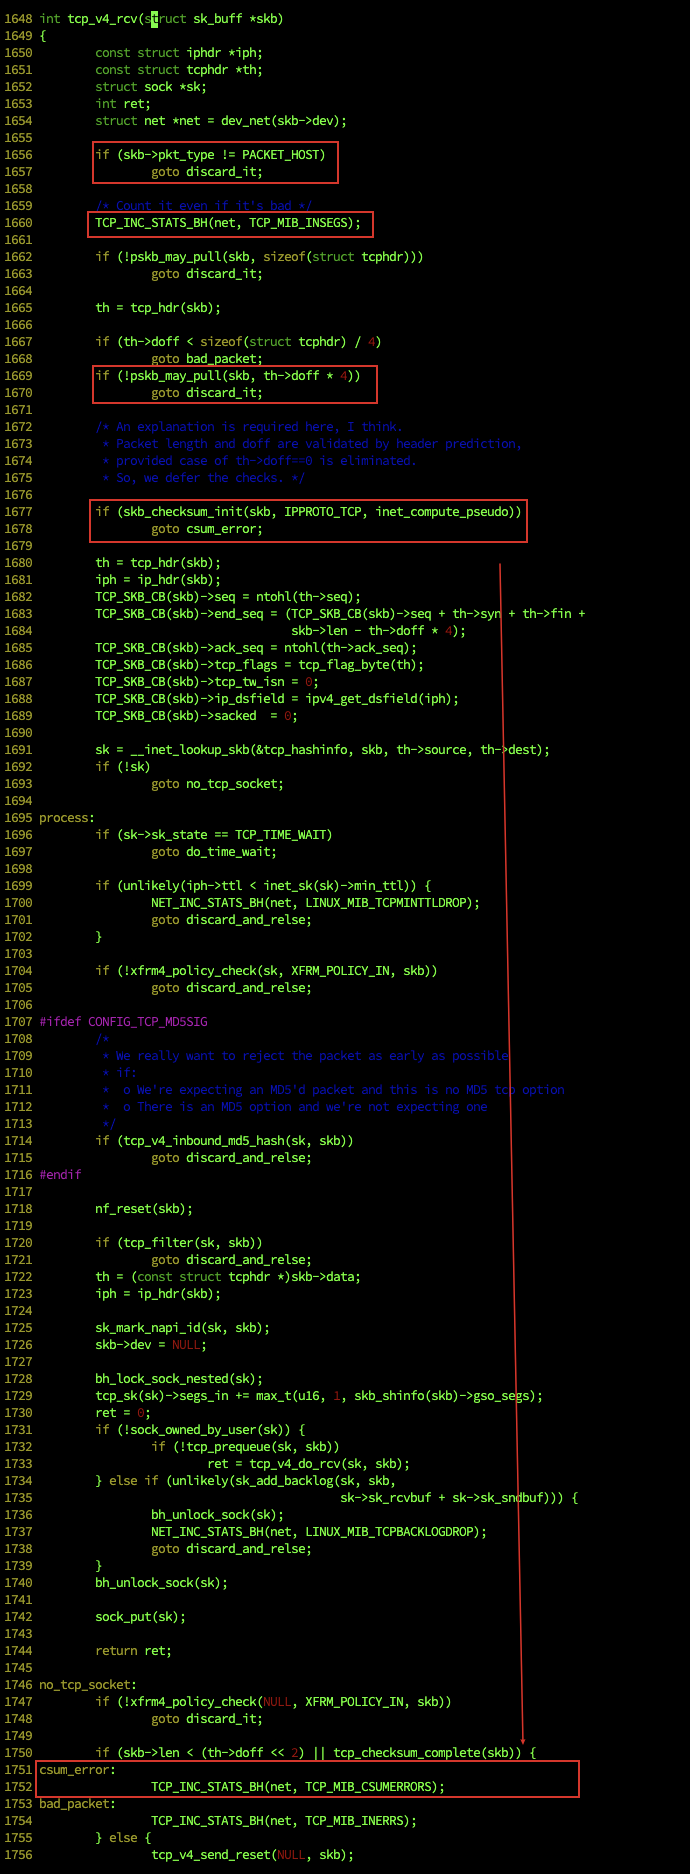 1648 int tcp_v4_rcv(struct sk_buff *skb)
1649 {
1650         const struct iphdr *iph;
1651         const struct tcphdr *th;
1652         struct sock *sk;
1653         int ret;
1654         struct net *net = dev_net(skb->dev);
1655
1656         if (skb->pkt_type != PACKET_HOST)
1657                 goto discard_it;
1658
1659         /* Count it even if it's bad */
1660         TCP_INC_STATS_BH(net, TCP_MIB_INSEGS);
1661
1662         if (!pskb_may_pull(skb, sizeof(struct tcphdr)))
1663                 goto discard_it;
1664
1665         th = tcp_hdr(skb);
1666
1667         if (th->doff < sizeof(struct tcphdr) / 4)
1668                 goto bad_packet;
1669         if (!pskb_may_pull(skb, th->doff * 4))
1670                 goto discard_it;
1671
1672         /* An explanation is required here, I think.
1673          * Packet length and doff are validated by header prediction,
1674          * provided case of th->doff==0 is eliminated.
1675          * So, we defer the checks. */
1676
1677         if (skb_checksum_init(skb, IPPROTO_TCP, inet_compute_pseudo))
1678                 goto csum_error;
1679
1680         th = tcp_hdr(skb);
1681         iph = ip_hdr(skb);
1682         TCP_SKB_CB(skb)->seq = ntohl(th->seq);
1683         TCP_SKB_CB(skb)->end_seq = (TCP_SKB_CB(skb)->seq + th->syn + th->fin +
1684                                     skb->len - th->doff * 4);
1685         TCP_SKB_CB(skb)->ack_seq = ntohl(th->ack_seq);
1686         TCP_SKB_CB(skb)->tcp_flags = tcp_flag_byte(th);
1687         TCP_SKB_CB(skb)->tcp_tw_isn = 0;
1688         TCP_SKB_CB(skb)->ip_dsfield = ipv4_get_dsfield(iph);
1689         TCP_SKB_CB(skb)->sacked  = 0;
1690
1691         sk = __inet_lookup_skb(&tcp_hashinfo, skb, th->source, th->dest);
1692         if (!sk)
1693                 goto no_tcp_socket;
1694
1695 process:
1696         if (sk->sk_state == TCP_TIME_WAIT)
1697                 goto do_time_wait;
1698
1699         if (unlikely(iph->ttl < inet_sk(sk)->min_ttl)) {
1700                 NET_INC_STATS_BH(net, LINUX_MIB_TCPMINTTLDROP);
1701                 goto discard_and_relse;
1702         }
1703
1704         if (!xfrm4_policy_check(sk, XFRM_POLICY_IN, skb))
1705                 goto discard_and_relse;
1706
1707 #ifdef CONFIG_TCP_MD5SIG
1708         /*
1709          * We really want to reject the packet as early as possible
1710          * if:
1711          *  o We're expecting an MD5'd packet and this is no MD5 tcp option
1712          *  o There is an MD5 option and we're not expecting one
1713          */
1714         if (tcp_v4_inbound_md5_hash(sk, skb))
1715                 goto discard_and_relse;
1716 #endif
1717
1718         nf_reset(skb);
1719
1720         if (tcp_filter(sk, skb))
1721                 goto discard_and_relse;
1722         th = (const struct tcphdr *)skb->data;
1723         iph = ip_hdr(skb);
1724
1725         sk_mark_napi_id(sk, skb);
1726         skb->dev = NULL;
1727
1728         bh_lock_sock_nested(sk);
1729         tcp_sk(sk)->segs_in += max_t(u16, 1, skb_shinfo(skb)->gso_segs);
1730         ret = 0;
1731         if (!sock_owned_by_user(sk)) {
1732                 if (!tcp_prequeue(sk, skb))
1733                         ret = tcp_v4_do_rcv(sk, skb);
1734         } else if (unlikely(sk_add_backlog(sk, skb,
1735                                            sk->sk_rcvbuf + sk->sk_sndbuf))) {
1736                 bh_unlock_sock(sk);
1737                 NET_INC_STATS_BH(net, LINUX_MIB_TCPBACKLOGDROP);
1738                 goto discard_and_relse;
1739         }
1740         bh_unlock_sock(sk);
1741
1742         sock_put(sk);
1743
1744         return ret;
1745
1746 no_tcp_socket:
1747         if (!xfrm4_policy_check(NULL, XFRM_POLICY_IN, skb))
1748                 goto discard_it;
1749
1750         if (skb->len < (th->doff << 2) || tcp_checksum_complete(skb)) {
1751 csum_error:
1752                 TCP_INC_STATS_BH(net, TCP_MIB_CSUMERRORS);
1753 bad_packet:
1754                 TCP_INC_STATS_BH(net, TCP_MIB_INERRS);
1755         } else {
1756                 tcp_v4_send_reset(NULL, skb);